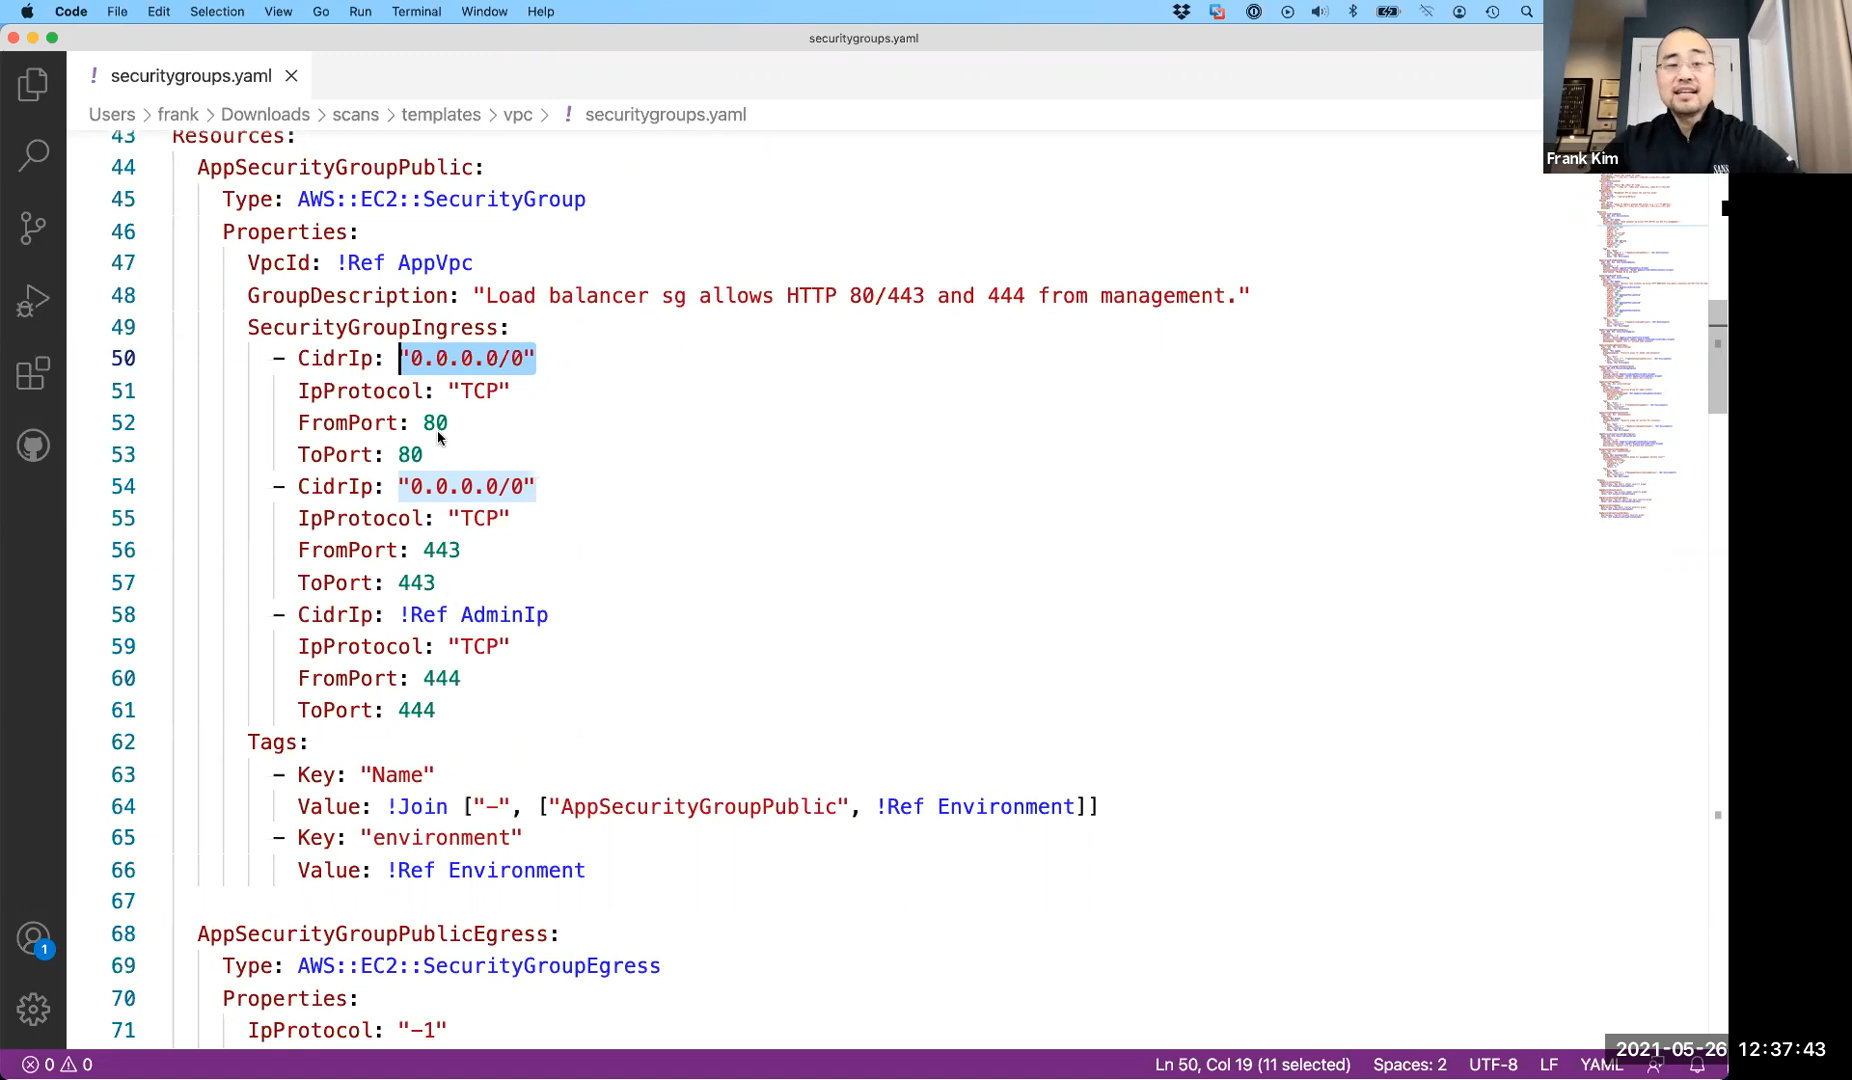 Code File Edit Selection View Go Run Terminal Window Help
securitygroups.yaml
! securitygroups.yaml ×
Users > frank > Downloads > scans > templates > vpc > ! securitygroups.yaml
Frank Kim
SANS
43 Resources:
44 AppSecurityGroupPublic:
45 Type: AWS::EC2::SecurityGroup
46 Properties:
47 VpcId: !Ref AppVpc
48 GroupDescription: "Load balancer sg allows HTTP 80/443 and 444 from management."
49 SecurityGroupIngress:
50 - CidrIp: "0.0.0.0/0"
51 IpProtocol: "TCP"
52 FromPort: 80
53 ToPort: 80
54 - CidrIp: "0.0.0.0/0"
55 IpProtocol: "TCP"
56 FromPort: 443
57 ToPort: 443
58 - CidrIp: !Ref AdminIp
59 IpProtocol: "TCP"
60 FromPort: 444
61 ToPort: 444
62 Tags:
63 - Key: "Name"
64 Value: !Join ["-", ["AppSecurityGroupPublic", !Ref Environment]]
65 - Key: "environment"
66 Value: !Ref Environment
67
68 AppSecurityGroupPublicEgress:
69 Type: AWS::EC2::SecurityGroupEgress
70 Properties:
71 IpProtocol: "-1"
1
0 0 Ln 50, Col 19 (11 selected) Spaces: 2 UTF-8 LF YAML
2021-05-26 12:37:43